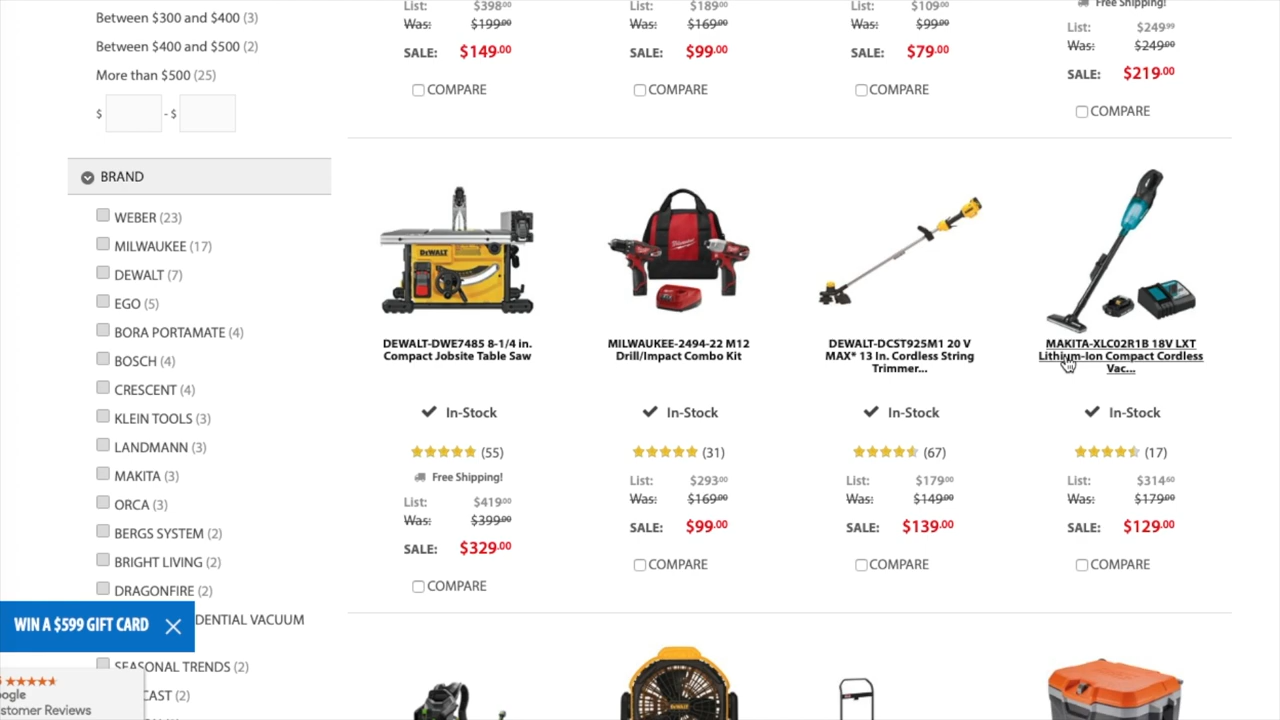 Between $300 and $400 (3)
Between $400 and $500 (2)
More than $500 (25)
$ - $
BRAND
WEBER (23)
MILWAUKEE (17)
DEWALT (7)
EGO (5)
BORA PORTAMATE (4)
BOSCH (4)
CRESCENT (4)
KLEIN TOOLS (3)
LANDMANN (3)
MAKITA (3)
ORCA (3)
BERGS SYSTEM (2)
BRIGHT LIVING (2)
DRAGONFIRE (2)
DENTIAL VACUUM
SEASONAL TRENDS (2)
CAST (2)
WIN A $599 GIFT CARD
ogle
stomer Reviews
List: $398.00
Was: $199.00
SALE: $149.00
COMPARE
List: $189.00
Was: $169.00
SALE: $99.00
COMPARE
List: $109.00
Was: $99.00
SALE: $79.00
COMPARE
Free Shipping!
List: $249.99
Was: $249.00
SALE: $219.00
COMPARE
DEWALT
DEWALT-DWE7485 8-1/4 in.
Compact Jobsite Table Saw
In-Stock
(55)
Free Shipping!
List: $419.00
Was: $399.00
SALE: $329.00
COMPARE
Milwaukee
MILWAUKEE-2494-22 M12
Drill/Impact Combo Kit
In-Stock
(31)
List: $293.00
Was: $169.00
SALE: $99.00
COMPARE
DEWALT-DCST925M1 20 V
MAX* 13 In. Cordless String
Trimmer...
In-Stock
(67)
List: $179.00
Was: $149.00
SALE: $139.00
COMPARE
MAKITA-XLC02R1B 18V LXT
Lithium-Ion Compact Cordless
Vac...
In-Stock
(17)
List: $314.60
Was: $179.00
SALE: $129.00
COMPARE
DEWALT